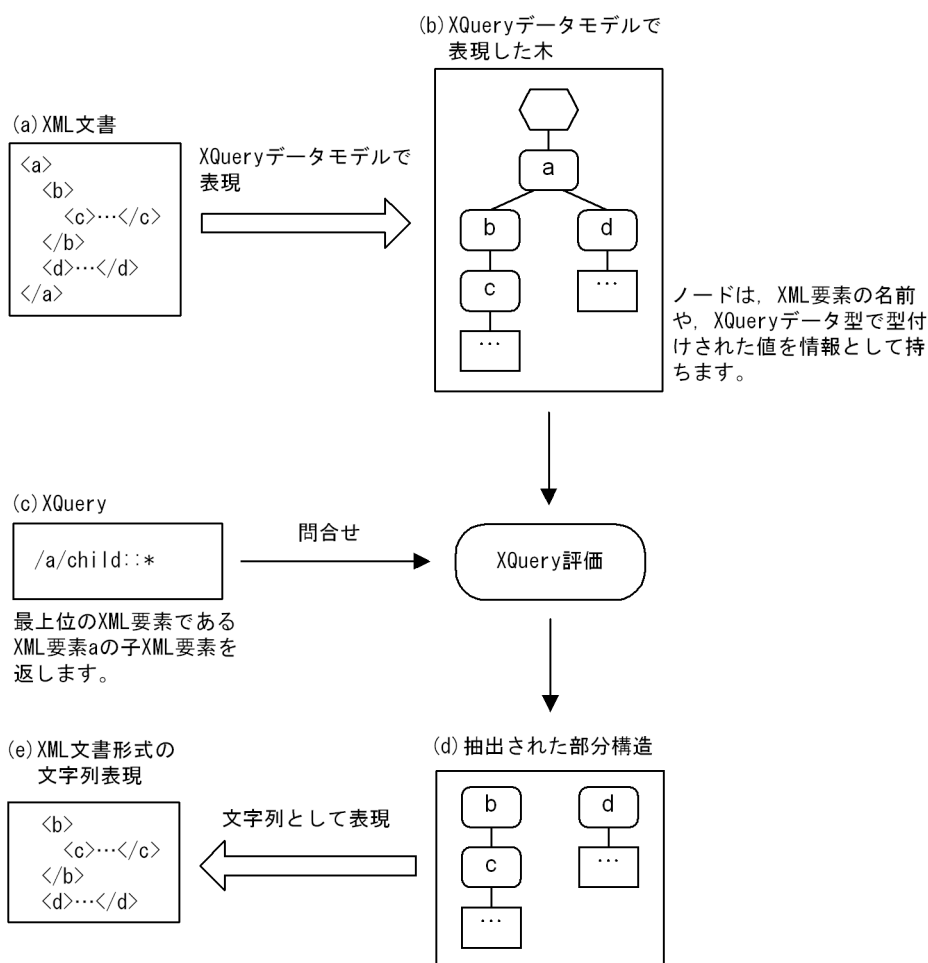 (b)XQueryデータモデルで
表現した木
(a)XML文書
<a>
<b>
<c>…</c>
</b>
<d>…</d>
</a>
XQueryデータモデルで
表現
a
b
d
c
…
…
ノードは，XML要素の名前
や，XQueryデータ型で型付
けされた値を情報として持
ちます。
(c)XQuery
/a/child::*
問合せ
XQuery評価
最上位のXML要素である
XML要素aの子XML要素を
返します。
(e)XML文書形式の
文字列表現
<b>
<c>…</c>
</b>
<d>…</d>
文字列として表現
(d)抽出された部分構造
b
d
c
…
…